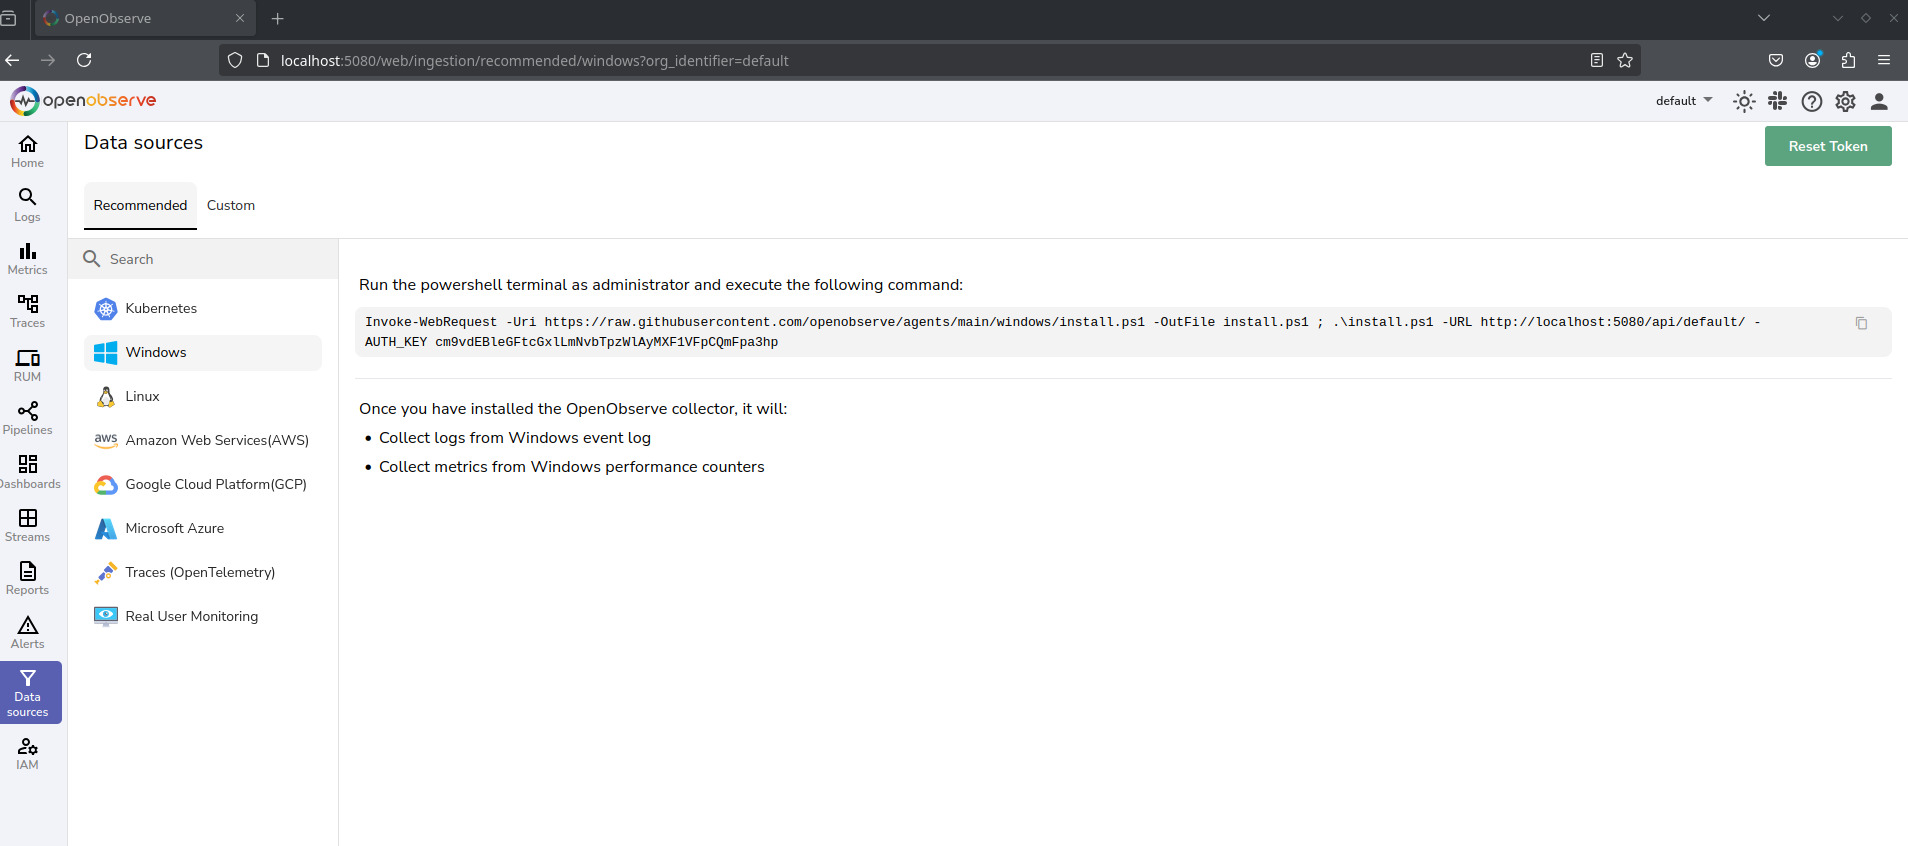 OpenObserve
localhost:5080/web/ingestion/recommended/windows?org_identifier=default
openobserve
default
Home
Logs
Metrics
Traces
RUM
Pipelines
Dashboards
Streams
Reports
Alerts
Data
sources
IAM
Data sources
Reset Token
Recommended
Custom
Search
Kubernetes
Windows
Linux
aws Amazon Web Services(AWS)
Google Cloud Platform(GCP)
Microsoft Azure
Traces (OpenTelemetry)
Real User Monitoring
Run the powershell terminal as administrator and execute the following command:
Invoke-WebRequest -Uri https://raw.githubusercontent.com/openobserve/agents/main/windows/install.ps1 -OutFile install.ps1 ; .\install.ps1 -URL http://localhost:5080/api/default/ -
AUTH_KEY cm9vdEBleGFtcGxlLmNvbTpzWlAyMXF1VFpCQmFpa3hp
Once you have installed the OpenObserve collector, it will:
• Collect logs from Windows event log
• Collect metrics from Windows performance counters